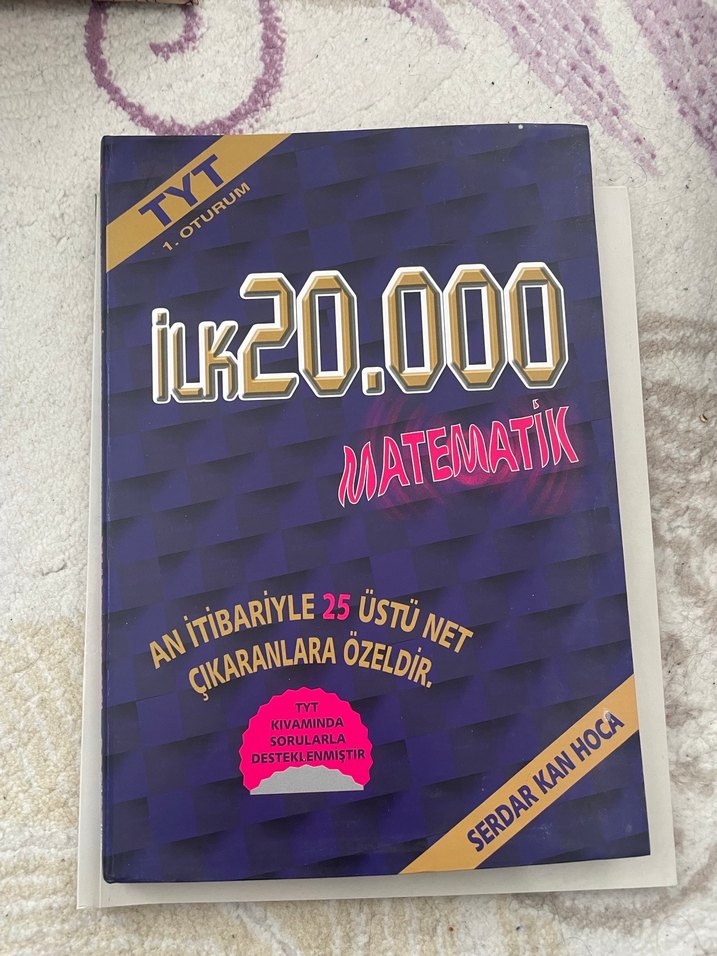 TYT
1. OTURUM
İLK20.000
MATEMATİK
AN İTİBARİYLE 25 ÜSTÜ NET
ÇIKARANLARA ÖZELDİR.
TYT
KIVAMINDA
SORULARLA
DESTEKLENMİŞTIR
SERDAR KAN HOCA